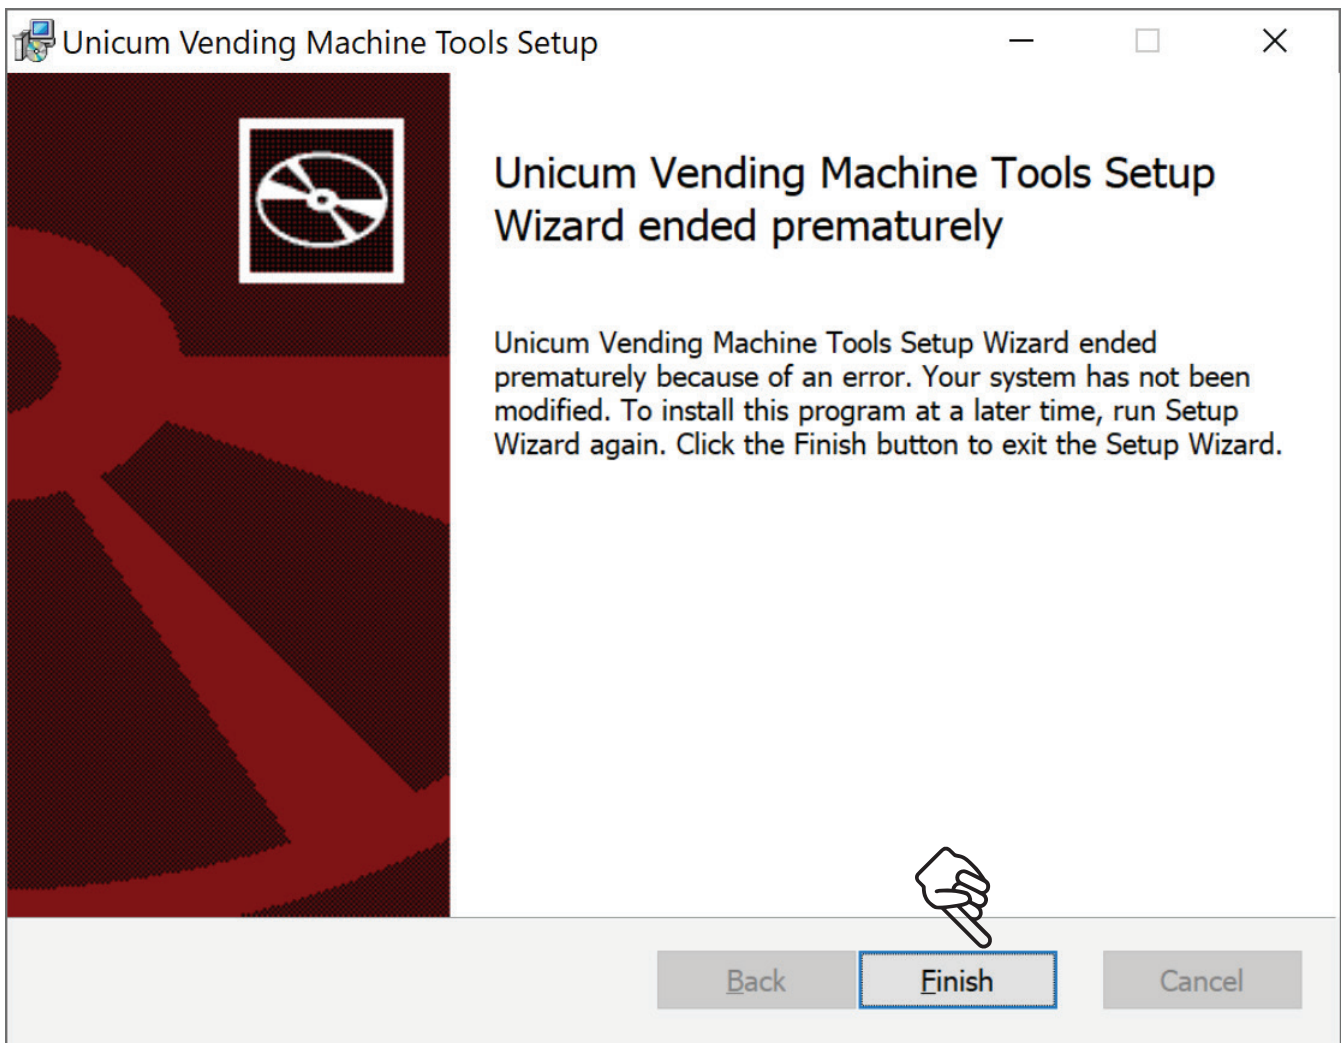 Unicum Vending Machine Tools Setup
Unicum Vending Machine Tools Setup
Wizard ended prematurely
Unicum Vending Machine Tools Setup Wizard ended
prematurely because of an error. Your system has not been
modified. To install this program at a later time, run Setup
Wizard again. Click the Finish button to exit the Setup Wizard.
Back
Finish
Cancel